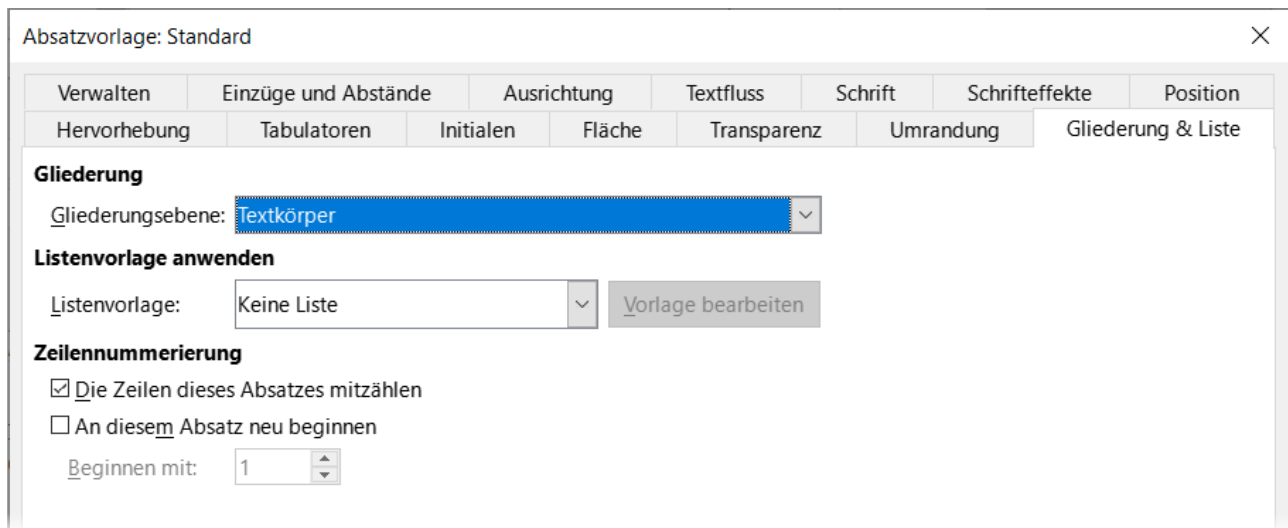 Absatzvorlage: Standard
Verwalten Einzüge und Abstände Ausrichtung Textfluss Schrift Schrifteffekte Position
Hervorhebung Tabulatoren Initialen Fläche Transparenz Umrandung Gliederung & Liste
Gliederung
Gliederungsebene: Textkörper
Listenvorlage anwenden
Listenvorlage: Keine Liste Vorlage bearbeiten
Zeilennummerierung
Die Zeilen dieses Absatzes mitzählen
An diesem Absatz neu beginnen
Beginnen mit: 1